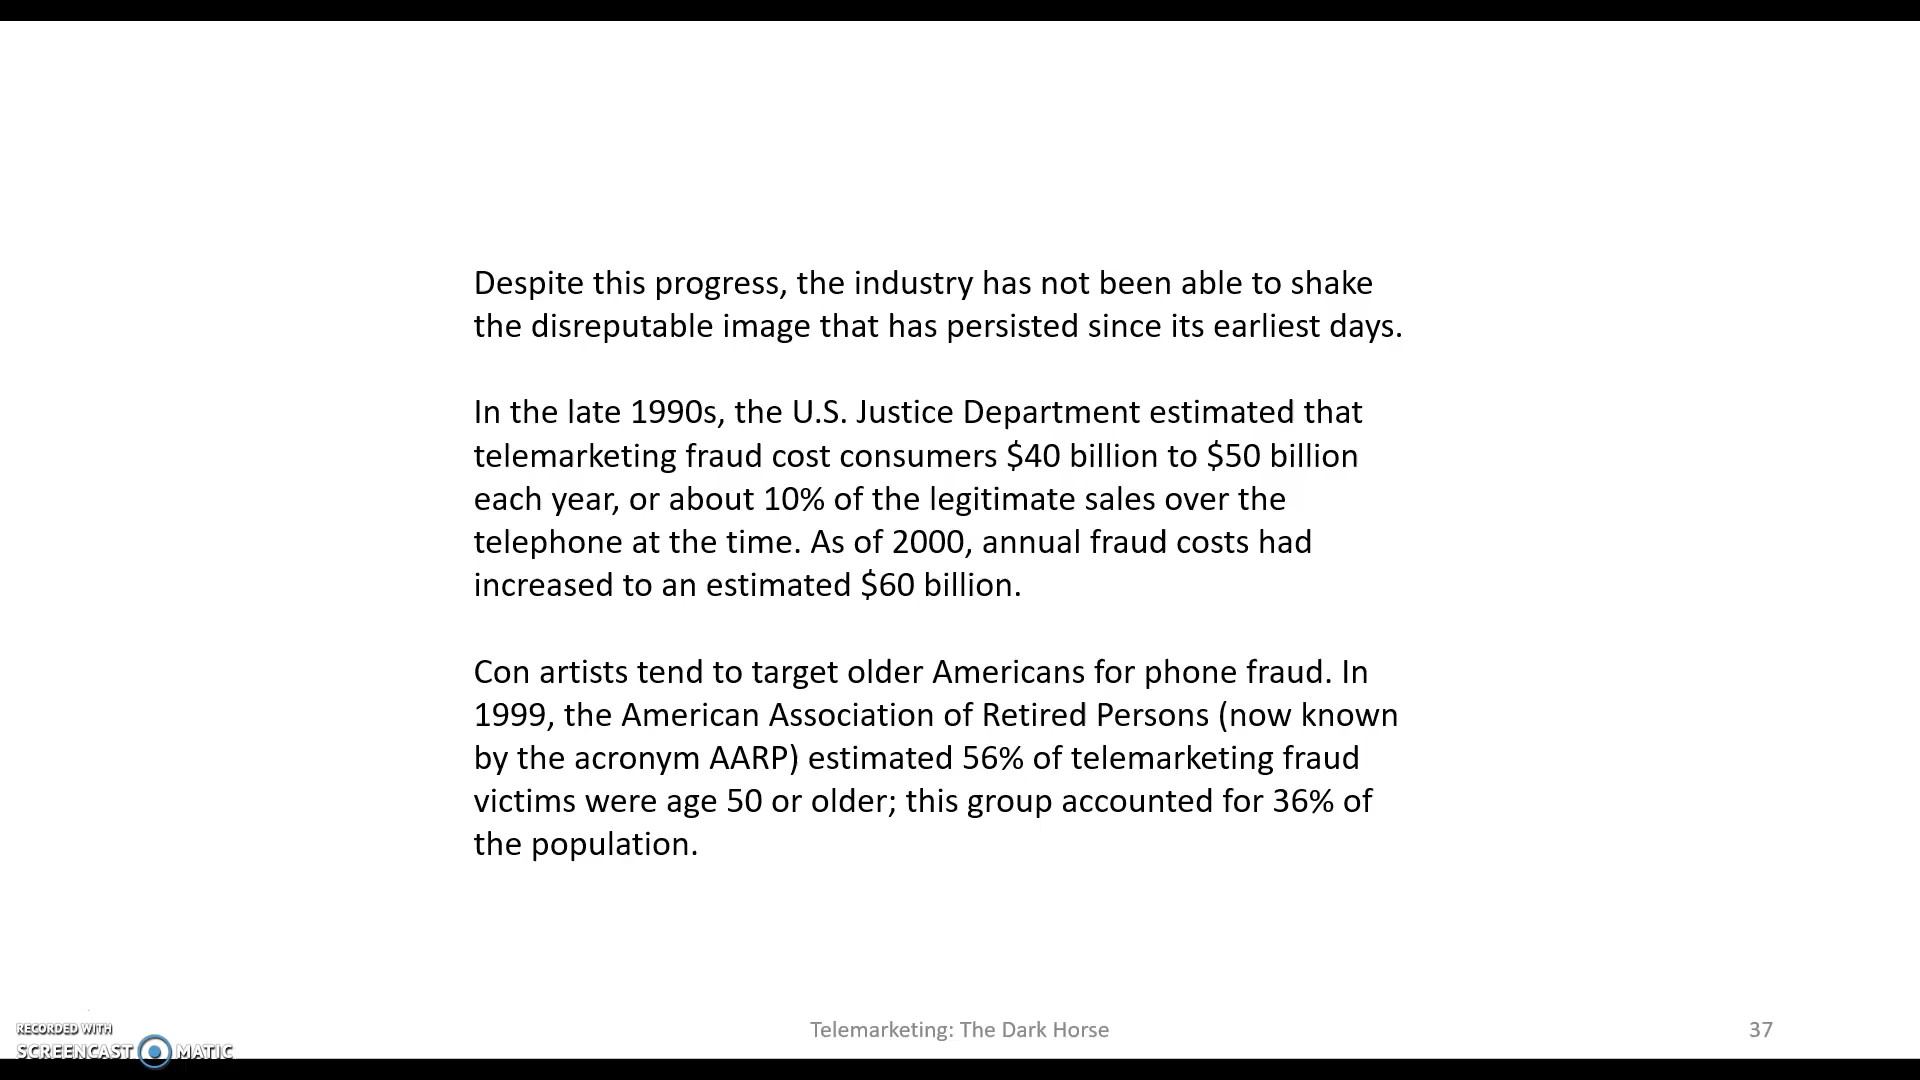 Despite this progress, the industry has not been able to shake
the disreputable image that has persisted since its earliest days.
In the late 1990s, the U.S. Justice Department estimated that
telemarketing fraud cost consumers $40 billion to $50 billion
each year, or about 10% of the legitimate sales over the
telephone at the time. As of 2000, annual fraud costs had
increased to an estimated $60 billion.
Con artists tend to target older Americans for phone fraud. In
1999, the American Association of Retired Persons (now known
by the acronym AARP) estimated 56% of telemarketing fraud
victims were age 50 or older; this group accounted for 36% of
the population.
Telemarketing: The Dark Horse
37
RECORDED WITH
SCREENCAST MATIC